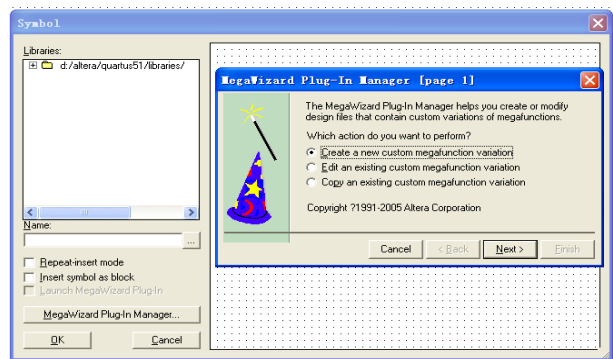 Symbol
Libraries:
d:/altera/quartus51/libraries/
Name:
...
Repeat-insert mode
Insert symbol as block
Launch MegaWizard Plug-In
MegaWizard Plug-In Manager...
OK
Cancel
MegaWizard Plug-In Manager [page 1]
The MegaWizard Plug-In Manager helps you create or modify
design files that contain custom variations of megafunctions.
Which action do you want to perform?
Create a new custom megafunction variation
Edit an existing custom megafunction variation
Copy an existing custom megafunction variation
Copyright ?1991-2005 Altera Corporation
Cancel
< Back
Next >
Finish